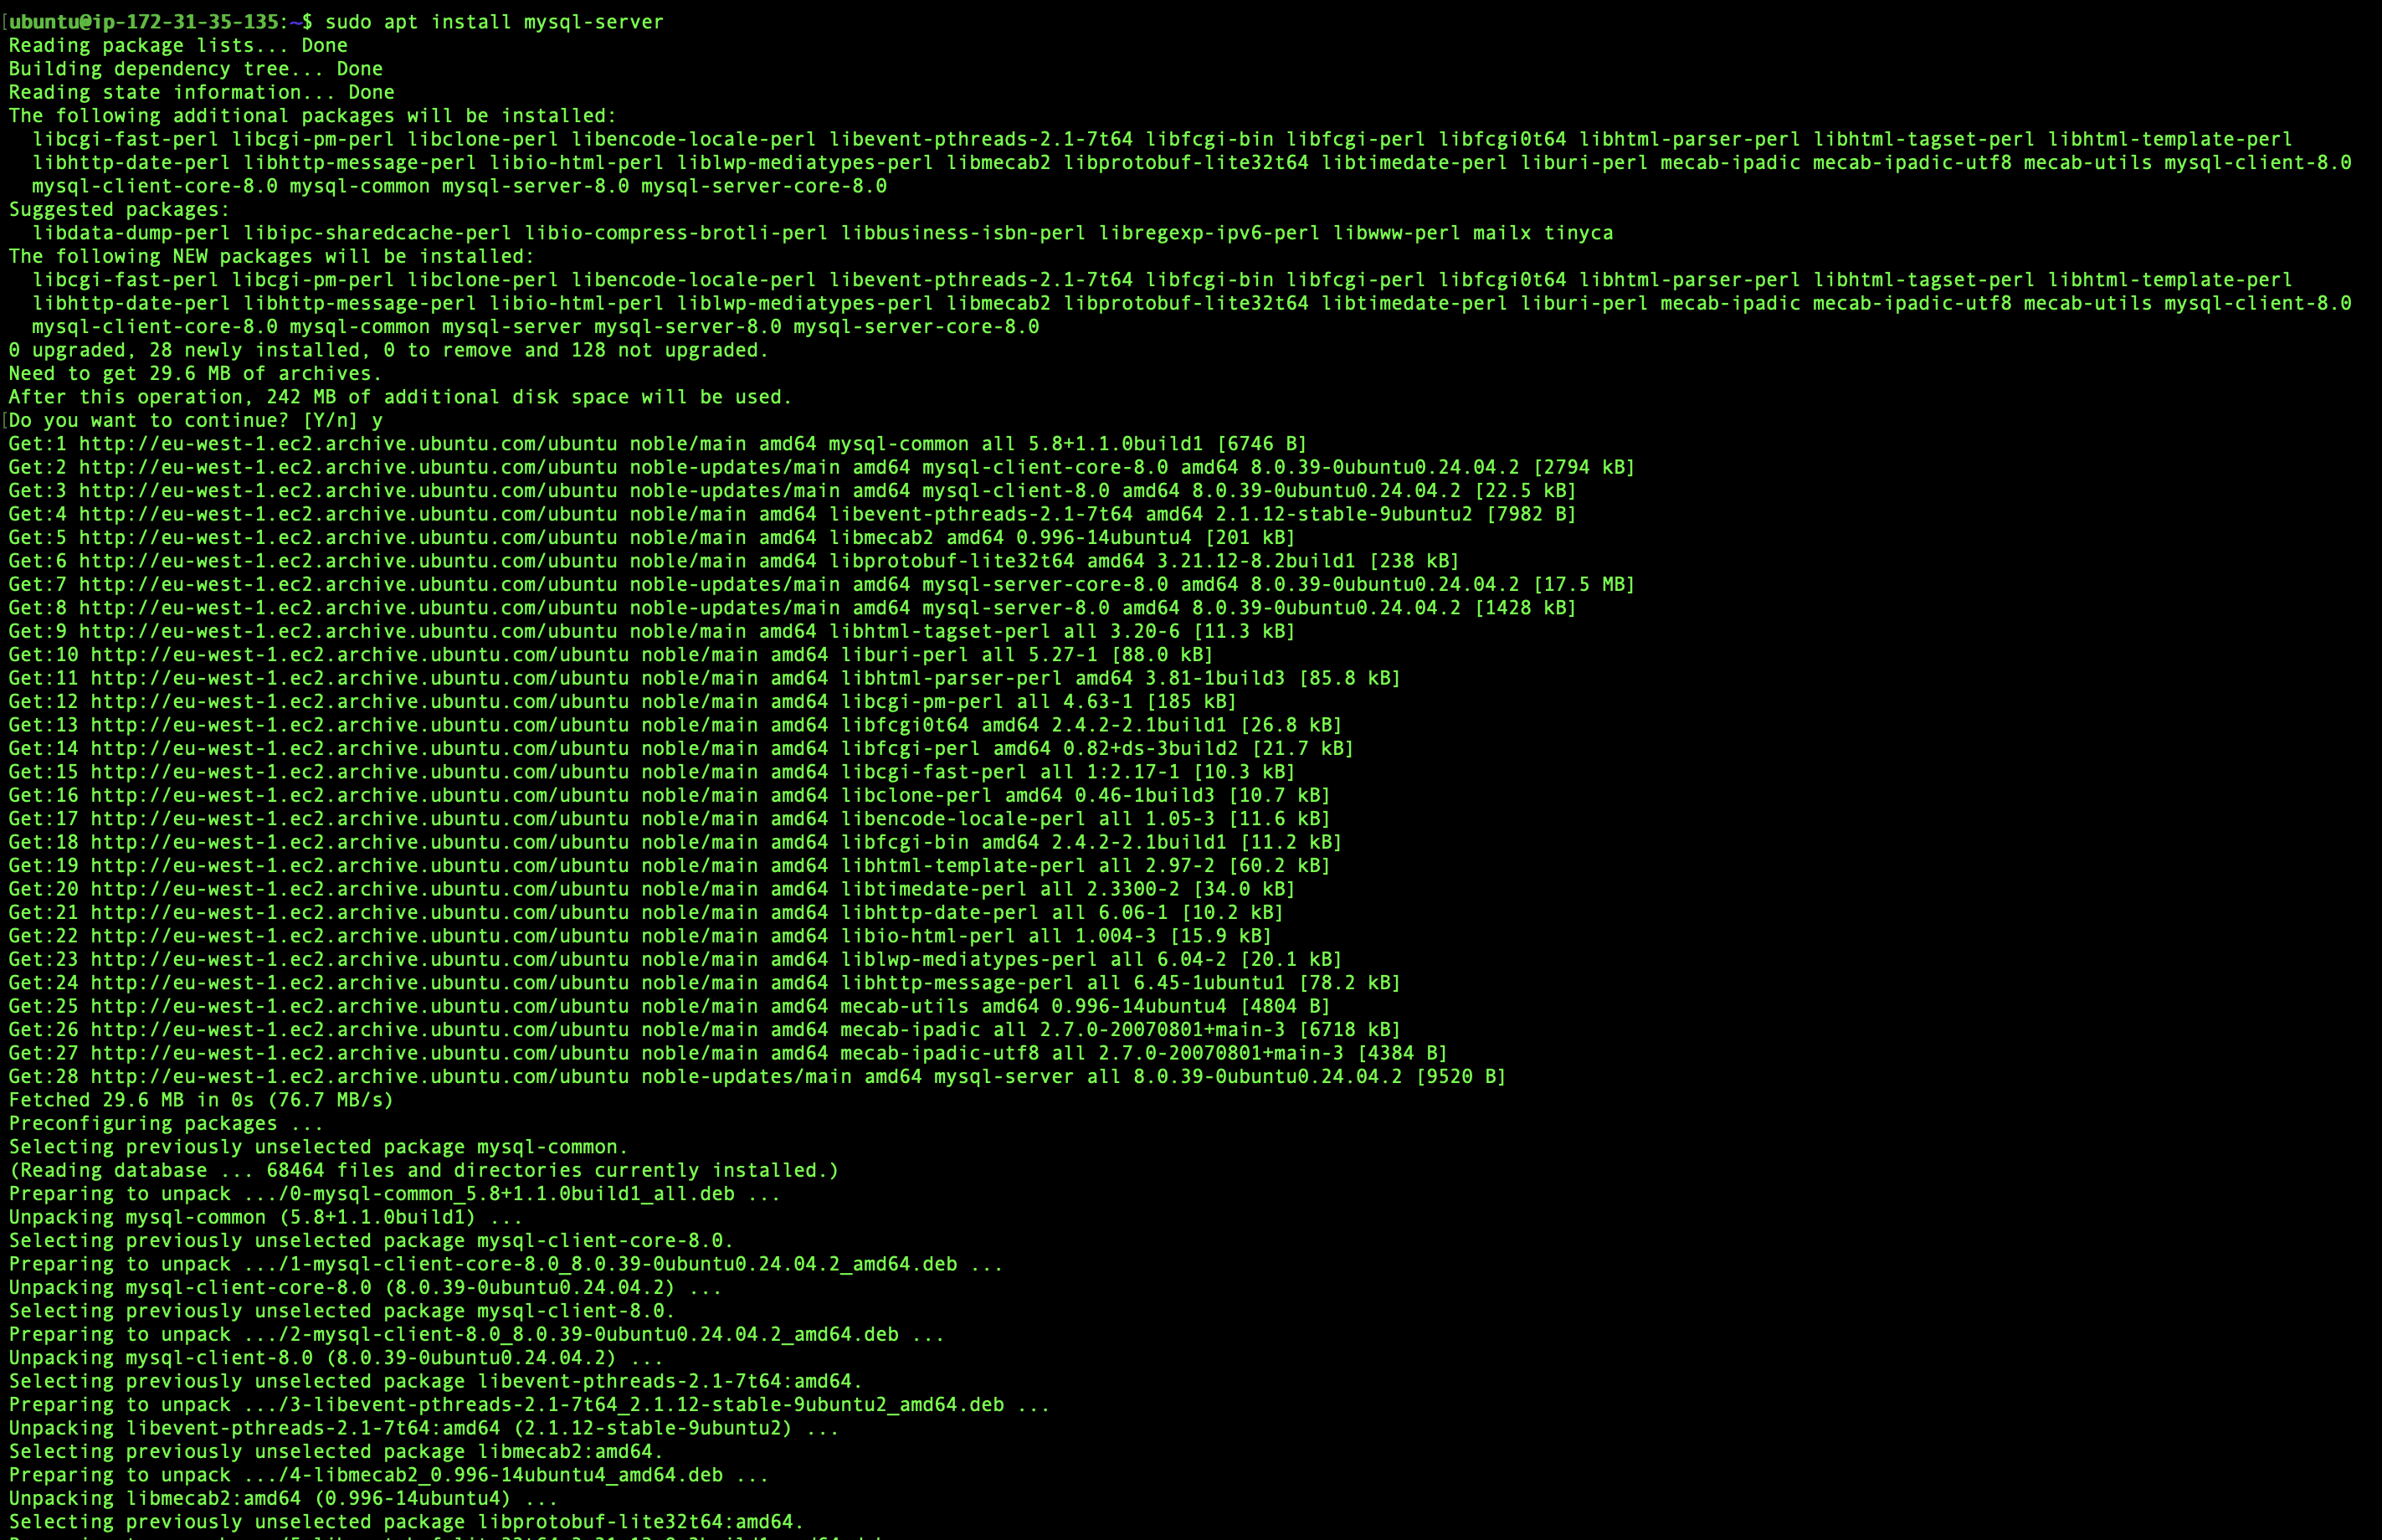 ubuntu@ip-172-31-35-135:~$ sudo apt install mysql-server
Reading package lists... Done
Building dependency tree... Done
Reading state information... Done
The following additional packages will be installed:
  libcgi-fast-perl libcgi-pm-perl libclone-perl libencode-locale-perl libevent-pthreads-2.1-7t64 libfcgi-bin libfcgi-perl libfcgi0t64 libhtml-parser-perl libhtml-tagset-perl libhtml-template-perl
  libhttp-date-perl libhttp-message-perl libio-html-perl liblwp-mediatypes-perl libmecab2 libprotobuf-lite32t64 libtimedate-perl liburi-perl mecab-ipadic mecab-ipadic-utf8 mecab-utils mysql-client-8.0
  mysql-client-core-8.0 mysql-common mysql-server-8.0 mysql-server-core-8.0
Suggested packages:
  libdata-dump-perl libipc-sharedcache-perl libio-compress-brotli-perl libbusiness-isbn-perl libregexp-ipv6-perl libwww-perl mailx tinyca
The following NEW packages will be installed:
  libcgi-fast-perl libcgi-pm-perl libclone-perl libencode-locale-perl libevent-pthreads-2.1-7t64 libfcgi-bin libfcgi-perl libfcgi0t64 libhtml-parser-perl libhtml-tagset-perl libhtml-template-perl
  libhttp-date-perl libhttp-message-perl libio-html-perl liblwp-mediatypes-perl libmecab2 libprotobuf-lite32t64 libtimedate-perl liburi-perl mecab-ipadic mecab-ipadic-utf8 mecab-utils mysql-client-8.0
  mysql-client-core-8.0 mysql-common mysql-server mysql-server-8.0 mysql-server-core-8.0
0 upgraded, 28 newly installed, 0 to remove and 128 not upgraded.
Need to get 29.6 MB of archives.
After this operation, 242 MB of additional disk space will be used.
Do you want to continue? [Y/n] y
Get:1 http://eu-west-1.ec2.archive.ubuntu.com/ubuntu noble/main amd64 mysql-common all 5.8+1.1.0build1 [6746 B]
Get:2 http://eu-west-1.ec2.archive.ubuntu.com/ubuntu noble-updates/main amd64 mysql-client-core-8.0 amd64 8.0.39-0ubuntu0.24.04.2 [2794 kB]
Get:3 http://eu-west-1.ec2.archive.ubuntu.com/ubuntu noble-updates/main amd64 mysql-client-8.0 amd64 8.0.39-0ubuntu0.24.04.2 [22.5 kB]
Get:4 http://eu-west-1.ec2.archive.ubuntu.com/ubuntu noble/main amd64 libevent-pthreads-2.1-7t64 amd64 2.1.12-stable-9ubuntu2 [7982 B]
Get:5 http://eu-west-1.ec2.archive.ubuntu.com/ubuntu noble/main amd64 libmecab2 amd64 0.996-14ubuntu4 [201 kB]
Get:6 http://eu-west-1.ec2.archive.ubuntu.com/ubuntu noble/main amd64 libprotobuf-lite32t64 amd64 3.21.12-8.2build1 [238 kB]
Get:7 http://eu-west-1.ec2.archive.ubuntu.com/ubuntu noble-updates/main amd64 mysql-server-core-8.0 amd64 8.0.39-0ubuntu0.24.04.2 [17.5 MB]
Get:8 http://eu-west-1.ec2.archive.ubuntu.com/ubuntu noble-updates/main amd64 mysql-server-8.0 amd64 8.0.39-0ubuntu0.24.04.2 [1428 kB]
Get:9 http://eu-west-1.ec2.archive.ubuntu.com/ubuntu noble/main amd64 libhtml-tagset-perl all 3.20-6 [11.3 kB]
Get:10 http://eu-west-1.ec2.archive.ubuntu.com/ubuntu noble/main amd64 liburi-perl all 5.27-1 [88.0 kB]
Get:11 http://eu-west-1.ec2.archive.ubuntu.com/ubuntu noble/main amd64 libhtml-parser-perl amd64 3.81-1build3 [85.8 kB]
Get:12 http://eu-west-1.ec2.archive.ubuntu.com/ubuntu noble/main amd64 libcgi-pm-perl all 4.63-1 [185 kB]
Get:13 http://eu-west-1.ec2.archive.ubuntu.com/ubuntu noble/main amd64 libfcgi0t64 amd64 2.4.2-2.1build1 [26.8 kB]
Get:14 http://eu-west-1.ec2.archive.ubuntu.com/ubuntu noble/main amd64 libfcgi-perl amd64 0.82+ds-3build2 [21.7 kB]
Get:15 http://eu-west-1.ec2.archive.ubuntu.com/ubuntu noble/main amd64 libcgi-fast-perl all 1:2.17-1 [10.3 kB]
Get:16 http://eu-west-1.ec2.archive.ubuntu.com/ubuntu noble/main amd64 libclone-perl amd64 0.46-1build3 [10.7 kB]
Get:17 http://eu-west-1.ec2.archive.ubuntu.com/ubuntu noble/main amd64 libencode-locale-perl all 1.05-3 [11.6 kB]
Get:18 http://eu-west-1.ec2.archive.ubuntu.com/ubuntu noble/main amd64 libfcgi-bin amd64 2.4.2-2.1build1 [11.2 kB]
Get:19 http://eu-west-1.ec2.archive.ubuntu.com/ubuntu noble/main amd64 libhtml-template-perl all 2.97-2 [60.2 kB]
Get:20 http://eu-west-1.ec2.archive.ubuntu.com/ubuntu noble/main amd64 libtimedate-perl all 2.3300-2 [34.0 kB]
Get:21 http://eu-west-1.ec2.archive.ubuntu.com/ubuntu noble/main amd64 libhttp-date-perl all 6.06-1 [10.2 kB]
Get:22 http://eu-west-1.ec2.archive.ubuntu.com/ubuntu noble/main amd64 libio-html-perl all 1.004-3 [15.9 kB]
Get:23 http://eu-west-1.ec2.archive.ubuntu.com/ubuntu noble/main amd64 liblwp-mediatypes-perl all 6.04-2 [20.1 kB]
Get:24 http://eu-west-1.ec2.archive.ubuntu.com/ubuntu noble/main amd64 libhttp-message-perl all 6.45-1ubuntu1 [78.2 kB]
Get:25 http://eu-west-1.ec2.archive.ubuntu.com/ubuntu noble/main amd64 mecab-utils amd64 0.996-14ubuntu4 [4804 B]
Get:26 http://eu-west-1.ec2.archive.ubuntu.com/ubuntu noble/main amd64 mecab-ipadic all 2.7.0-20070801+main-3 [6718 kB]
Get:27 http://eu-west-1.ec2.archive.ubuntu.com/ubuntu noble/main amd64 mecab-ipadic-utf8 all 2.7.0-20070801+main-3 [4384 B]
Get:28 http://eu-west-1.ec2.archive.ubuntu.com/ubuntu noble-updates/main amd64 mysql-server all 8.0.39-0ubuntu0.24.04.2 [9520 B]
Fetched 29.6 MB in 0s (76.7 MB/s)
Preconfiguring packages ...
Selecting previously unselected package mysql-common.
(Reading database ... 68464 files and directories currently installed.)
Preparing to unpack .../0-mysql-common_5.8+1.1.0build1_all.deb ...
Unpacking mysql-common (5.8+1.1.0build1) ...
Selecting previously unselected package mysql-client-core-8.0.
Preparing to unpack .../1-mysql-client-core-8.0_8.0.39-0ubuntu0.24.04.2_amd64.deb ...
Unpacking mysql-client-core-8.0 (8.0.39-0ubuntu0.24.04.2) ...
Selecting previously unselected package mysql-client-8.0.
Preparing to unpack .../2-mysql-client-8.0_8.0.39-0ubuntu0.24.04.2_amd64.deb ...
Unpacking mysql-client-8.0 (8.0.39-0ubuntu0.24.04.2) ...
Selecting previously unselected package libevent-pthreads-2.1-7t64:amd64.
Preparing to unpack .../3-libevent-pthreads-2.1-7t64_2.1.12-stable-9ubuntu2_amd64.deb ...
Unpacking libevent-pthreads-2.1-7t64:amd64 (2.1.12-stable-9ubuntu2) ...
Selecting previously unselected package libmecab2:amd64.
Preparing to unpack .../4-libmecab2_0.996-14ubuntu4_amd64.deb ...
Unpacking libmecab2:amd64 (0.996-14ubuntu4) ...
Selecting previously unselected package libprotobuf-lite32t64:amd64.